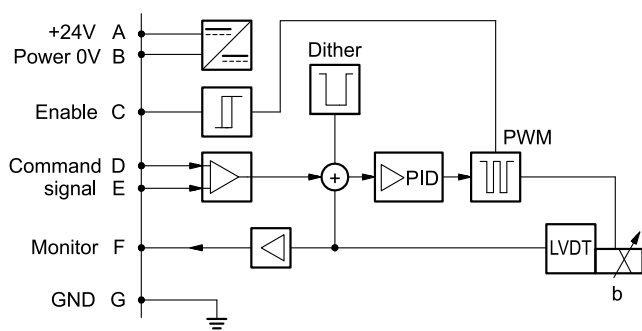 +24V A
Power 0V B
Dither
Enable C
PWM
Command D
signal E
PID
Monitor F
LVDT
b
GND G